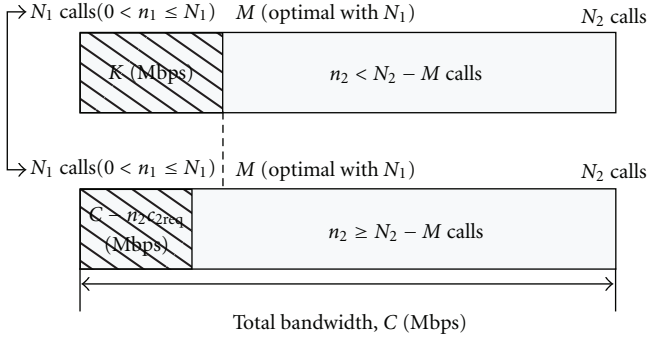 N₁ calls(0 < n₁ ≤ N₁) M (optimal with N₁) N₂ calls
K (Mbps) n₂ < N₂ − M calls
N₁ calls(0 < n₁ ≤ N₁) M (optimal with N₁) N₂ calls
C − n₂c₂req
(Mbps)
n₂ ≥ N₂ − M calls
Total bandwidth, C (Mbps)